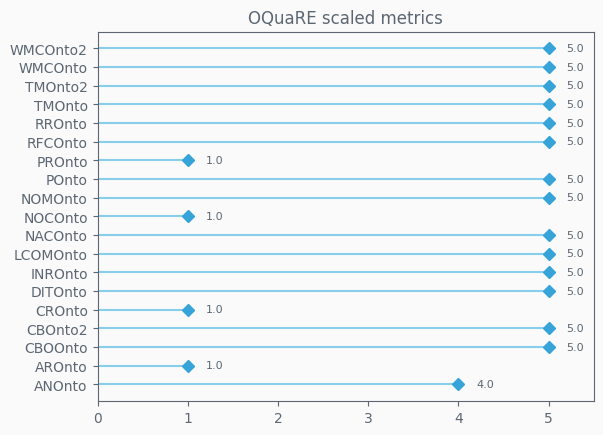 OQuaRE scaled metrics
WMCOnto2 5.0
WMCOnto 5.0
TMOnto2 5.0
TMOnto 5.0
RROnto 5.0
RFCOnto 5.0
PROnto 1.0
POnto 5.0
NOMOnto 5.0
NOCOnto 1.0
NACOnto 5.0
LCOMOnto 5.0
INROnto 5.0
DITOnto 5.0
CROnto 1.0
CBOnto2 5.0
CBOOnto 5.0
AROnto 1.0
ANOnto 4.0
0 1 2 3 4 5